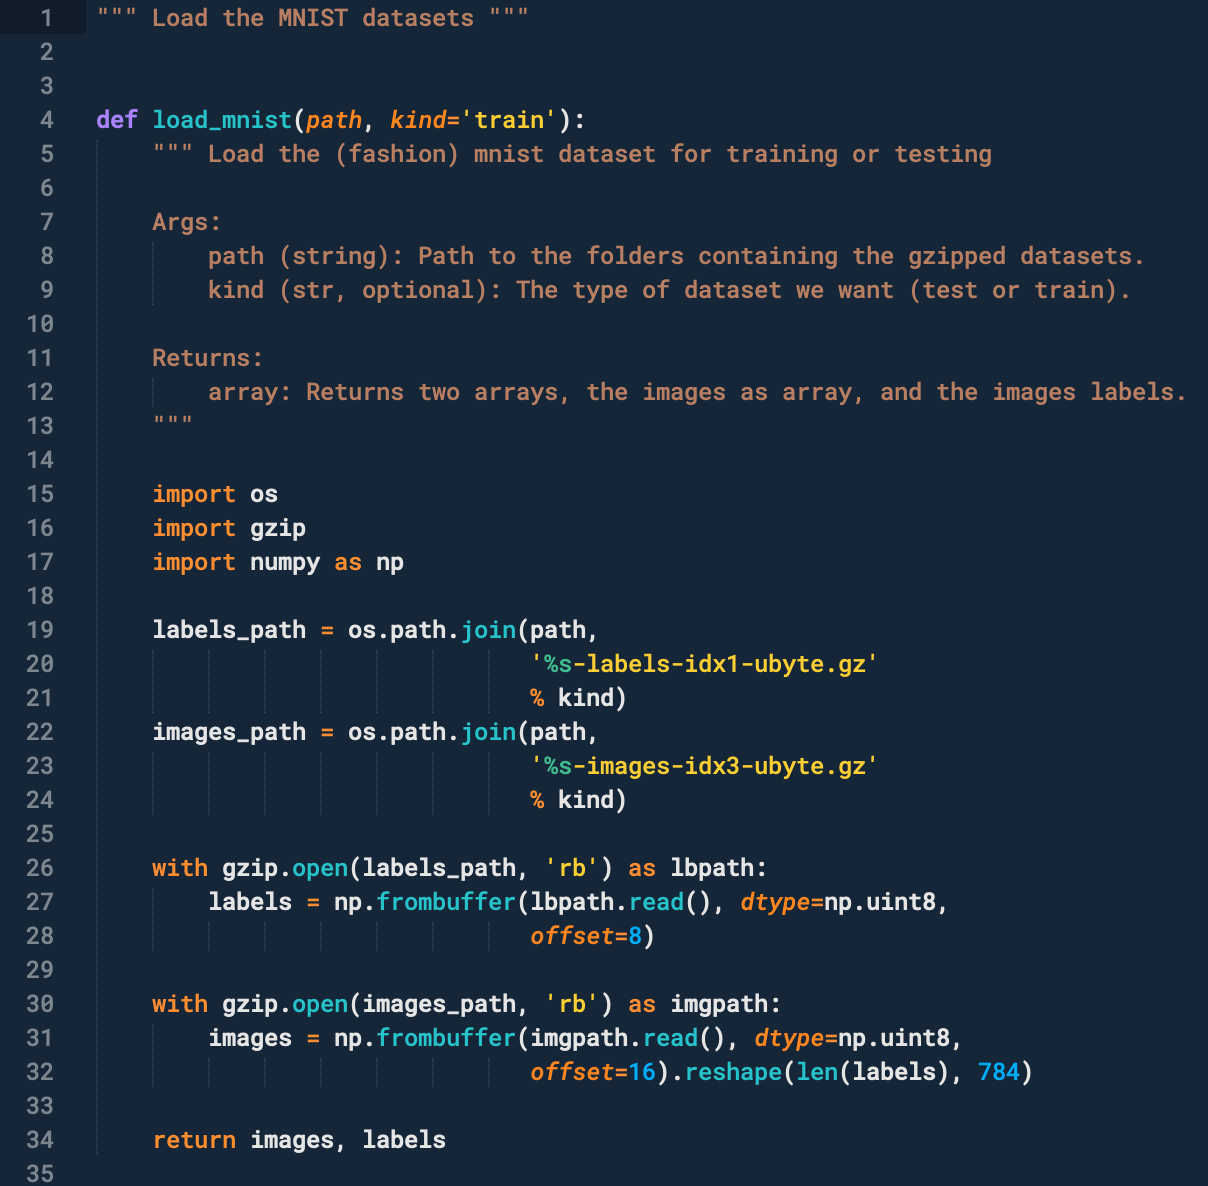 1 """ Load the MNIST datasets """
2
3
4 def load_mnist(path, kind='train'):
5     """ Load the (fashion) mnist dataset for training or testing
6
7     Args:
8         path (string): Path to the folders containing the gzipped datasets.
9         kind (str, optional): The type of dataset we want (test or train).
10
11     Returns:
12         array: Returns two arrays, the images as array, and the images labels.
13     """
14
15     import os
16     import gzip
17     import numpy as np
18
19     labels_path = os.path.join(path,
20                                '%s-labels-idx1-ubyte.gz'
21                                % kind)
22     images_path = os.path.join(path,
23                                '%s-images-idx3-ubyte.gz'
24                                % kind)
25
26     with gzip.open(labels_path, 'rb') as lbpath:
27         labels = np.frombuffer(lbpath.read(), dtype=np.uint8,
28                                offset=8)
29
30     with gzip.open(images_path, 'rb') as imgpath:
31         images = np.frombuffer(imgpath.read(), dtype=np.uint8,
32                                offset=16).reshape(len(labels), 784)
33
34     return images, labels
35